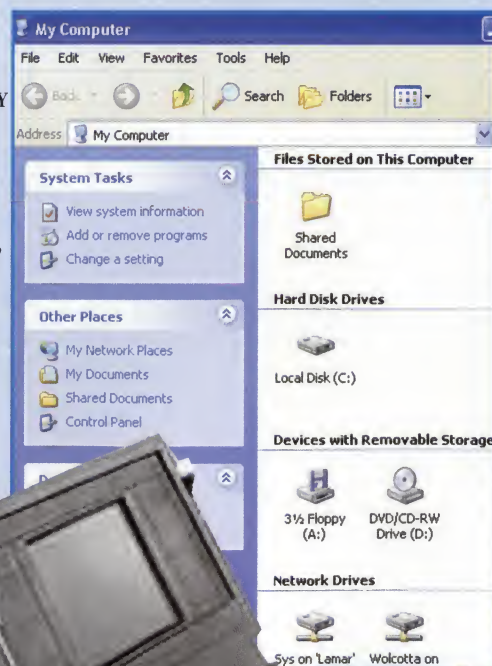 My Computer
File Edit View Favorites Tools Help
Y
Back
Search Folders
Address My Computer
System Tasks
View system information
Add or remove programs
Change a setting
Other Places
My Network Places
My Documents
Shared Documents
Control Panel
Files Stored on This Computer
Shared
Documents
Hard Disk Drives
Local Disk (C:)
Devices with Removable Storage
3½ Floppy
(A:)
DVD/CD-RW
Drive (D:)
Network Drives
Sys on 'Lamar'
Wolcotta on